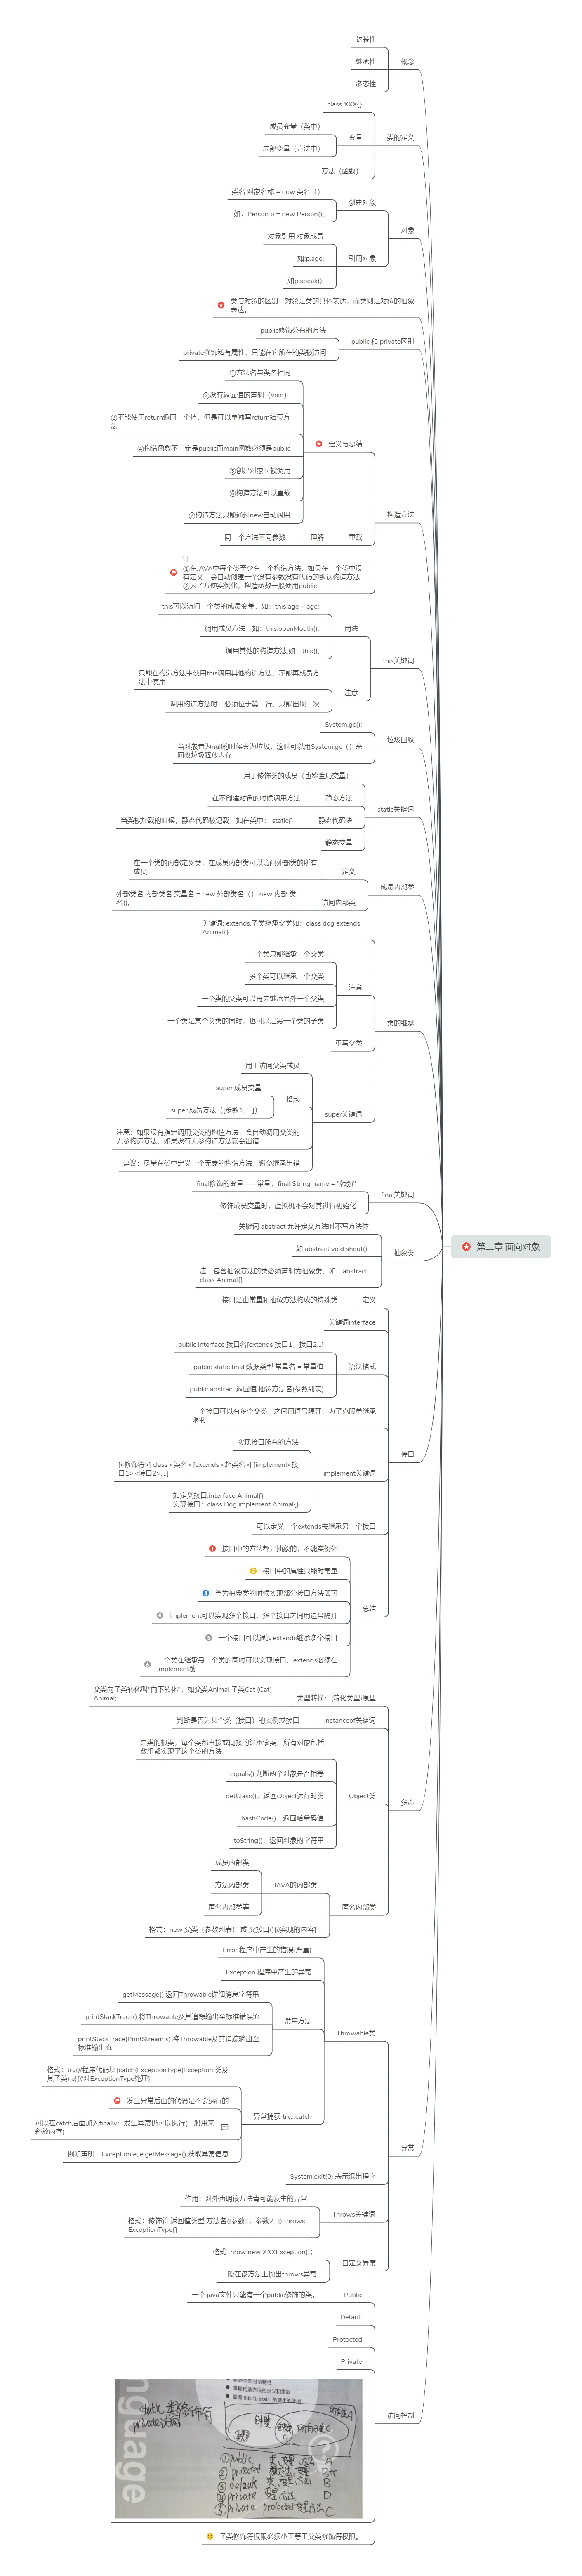 封装性
继承性
多态性
概念
class XXX{}
成员变量（类中）
局部变量（方法中）
变量
方法（函数）
类的定义
类名 对象名称 = new 类名（）
如：Person p = new Person();
创建对象
对象引用.对象成员
如:p.age;
如p.speak();
引用对象
对象
类与对象的区别：对象是类的具体表达，而类则是对象的抽象
表达。
public修饰公有的方法
private修饰私有属性，只能在它所在的类被访问
public 和 private区别
①方法名与类名相同
②没有返回值的声明（void）
③不能使用return返回一个值，但是可以单独写return结束方
法
④构造函数不一定是public而main函数必须是public
⑤创建对象时被调用
⑥构造方法可以重载
⑦构造方法只能通过new自动调用
定义与总结
同一个方法不同参数
理解
重载
注:
①在JAVA中每个类至少有一个构造方法，如果在一个类中没
有定义，会自动创建一个没有参数没有代码的默认构造方法
②为了方便实例化，构造函数一般使用public
构造方法
this可以访问一个类的成员变量，如：this.age = age;
调用成员方法，如：this.openMouth();
调用其他的构造方法,如：this();
用法
只能在构造方法中使用this调用其他构造方法，不能再成员方
法中使用
调用构造方法时，必须位于第一行，只能出现一次
注意
this关键词
System.gc();
当对象置为null的时候变为垃圾，这时可以用System.gc（）来
回收垃圾释放内存
垃圾回收
用于修饰类的成员（也称全局变量）
在不创建对象的时候调用方法
静态方法
当类被加载的时候，静态代码被记载，如在类中： static{}
静态代码块
静态变量
static关键词
在一个类的内部定义类，在成员内部类可以访问外部类的所有
成员
定义
外部类名.内部类名 变量名 = new 外部类名（）.new 内部 类
名();
访问内部类
成员内部类
关键词: extends,子类继承父类如：class dog extends
Animal{}
一个类只能继承一个父类
多个类可以继承一个父类
一个类的父类可以再去继承另外一个父类
一个类是某个父类的同时，也可以是另一个类的子类
注意
重写父类
用于访问父类成员
super.成员变量
super.成员方法（[参数1,.....]）
格式
注意：如果没有指定调用父类的构造方法，会自动调用父类的
无参构造方法，如果没有无参构造方法就会出错
建议：尽量在类中定义一个无参的构造方法，避免继承出错
super关键词
类的继承
final修饰的变量——常量，final String name = "韩猫"
修饰成员变量时，虚拟机不会对其进行初始化
final关键词
第二章 面向对象
关键词 abstract 允许定义方法时不写方法体
如 abstract void shout();
注：包含抽象方法的类必须声明为抽象类，如：abstract
class Animal{}
抽象类
接口是由常量和抽象方法构成的特殊类
定义
关键词interface
public interface 接口名[extends 接口1，接口2...]
public static final 数据类型 常量名 = 常量值
public abstract 返回值 抽象方法名(参数列表)
语法格式
一个接口可以有多个父类，之间用逗号隔开，为了克服单继承
限制'
实现接口所有的方法
[<修饰符>] class <类名> [extends <超类名>] [implement<接
口1>,<接口2>,...]
如定义接口:interface Animal{}
实现接口：class Dog implement Animal{}
implement关键词
可以定义一个extends去继承另一个接口
接口中的方法都是抽象的，不能实例化
接口中的属性只能时常量
当为抽象类的时候实现部分接口方法即可
implement可以实现多个接口，多个接口之间用逗号隔开
一个接口可以通过extends继承多个接口
一个类在继承另一个类的同时可以实现接口，extends必须在
implement前
总结
接口
父类向子类转化叫"向下转化"，如父类Animal 子类Cat (Cat)
Animal;
类型转换：(转化类型)原型
判断是否为某个类（接口）的实例或接口
instanceof关键词
是类的根类，每个类都直接或间接的继承该类，所有对象包括
数组都实现了这个类的方法
equals(),判断两个对象是否相等
getClass()，返回Object运行时类
hashCode()，返回哈希码值
toString()，返回对象的字符串
Object类
成员内部类
方法内部类
匿名内部类等
JAVA的内部类
格式：new 父类（参数列表） 或 父接口(){//实现的内容}
匿名内部类
多态
Error 程序中产生的错误(严重)
Exception 程序中产生的异常
getMessage() 返回Throwable详细消息字符串
printStackTrace() 将Throwable及其追踪输出至标准错误流
printStackTrace(PrintStream s) 将Throwable及其追踪输出至
标准输出流
常用方法
Throwable类
格式：try{//程序代码块}catch(ExceptionType(Exception 类及
其子类) e){//对ExceptionType处理}
发生异常后面的代码是不会执行的
可以在catch后面加入finally：发生异常仍可以执行(一般用来
释放内存)
例如声明：Exception e, e.getMessage();获取异常信息
异常捕获 try...catch
System.exit(0) 表示退出程序
作用：对外声明该方法肯可能发生的异常
格式：修饰符 返回值类型 方法名([参数1，参数2...]) throws
ExceptionType{}
Throws关键词
格式:throw new XXXException();
一般在该方法上抛出throws异常
自定义异常
异常
一个.java文件只能有一个public修饰的类。
Public
Default
Protected
Private
nguage
掌握 this 和 static 关键字的使用
①public
A
②protected
③default
B
④private
D
⑤private protected
C
子类修饰符权限必须小于等于父类修饰符权限。
访问控制